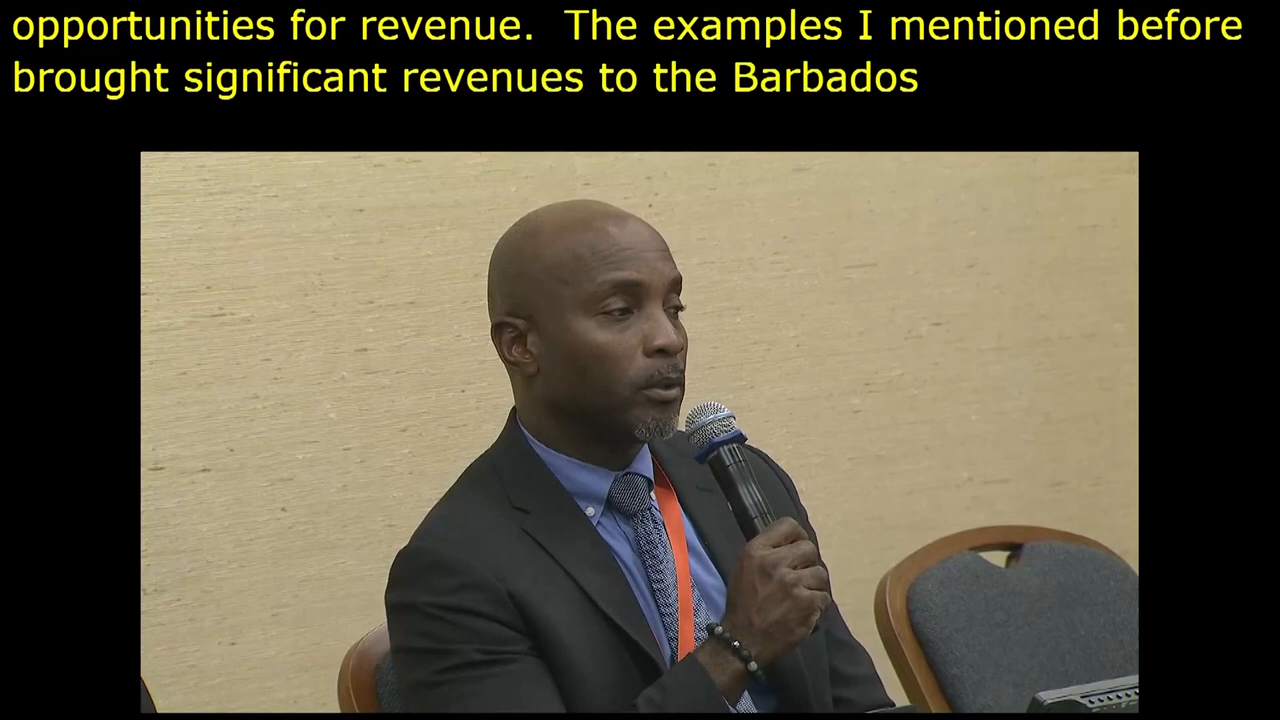 opportunities for revenue.  The examples I mentioned before
brought significant revenues to the Barbados